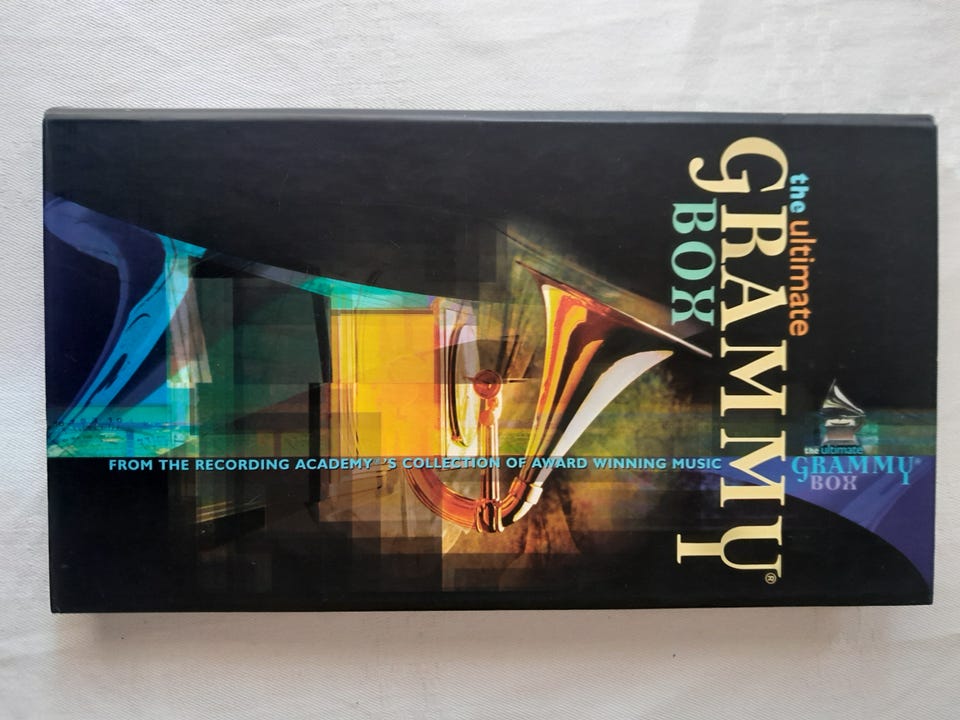 the ultimate
GRAMMY®
BOX
FROM THE RECORDING ACADEMY®'S COLLECTION OF AWARD WINNING MUSIC
the ultimate
GRAMMY®
BOX